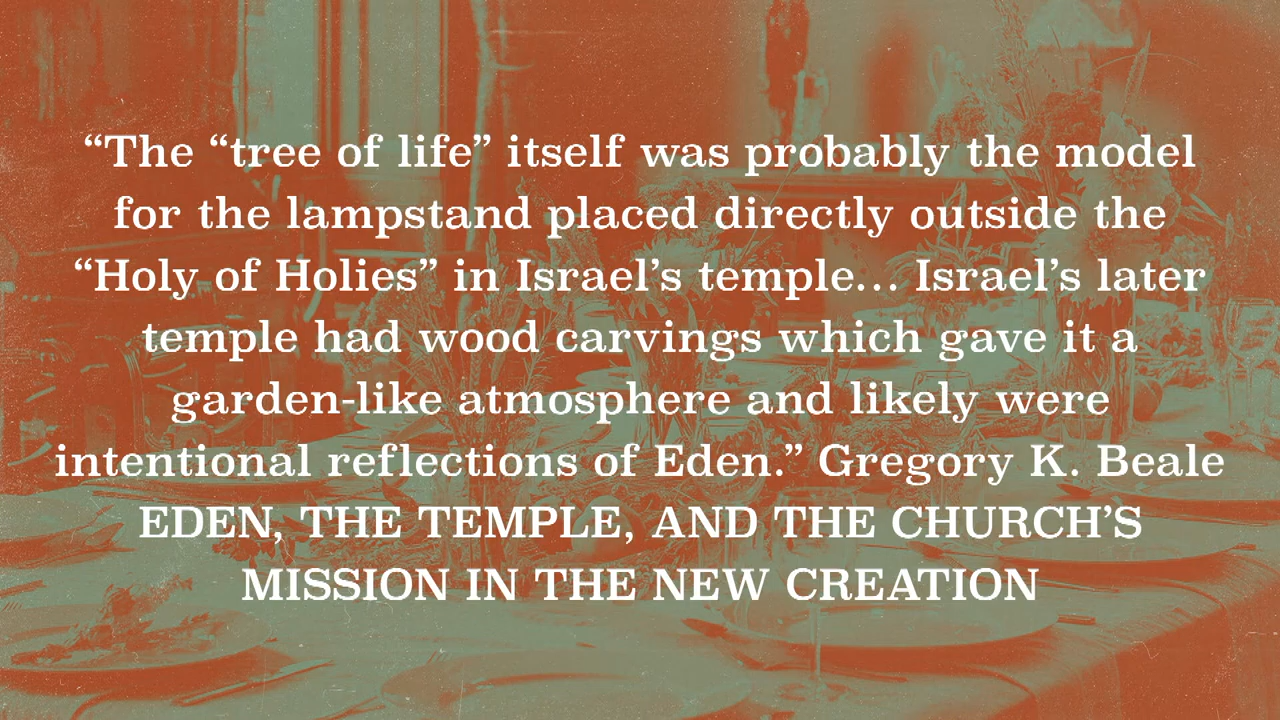 “The “tree of life” itself was probably the model
for the lampstand placed directly outside the
“Holy of Holies” in Israel’s temple… Israel’s later
temple had wood carvings which gave it a
garden-like atmosphere and likely were
intentional reflections of Eden.” Gregory K. Beale
EDEN, THE TEMPLE, AND THE CHURCH’S
MISSION IN THE NEW CREATION